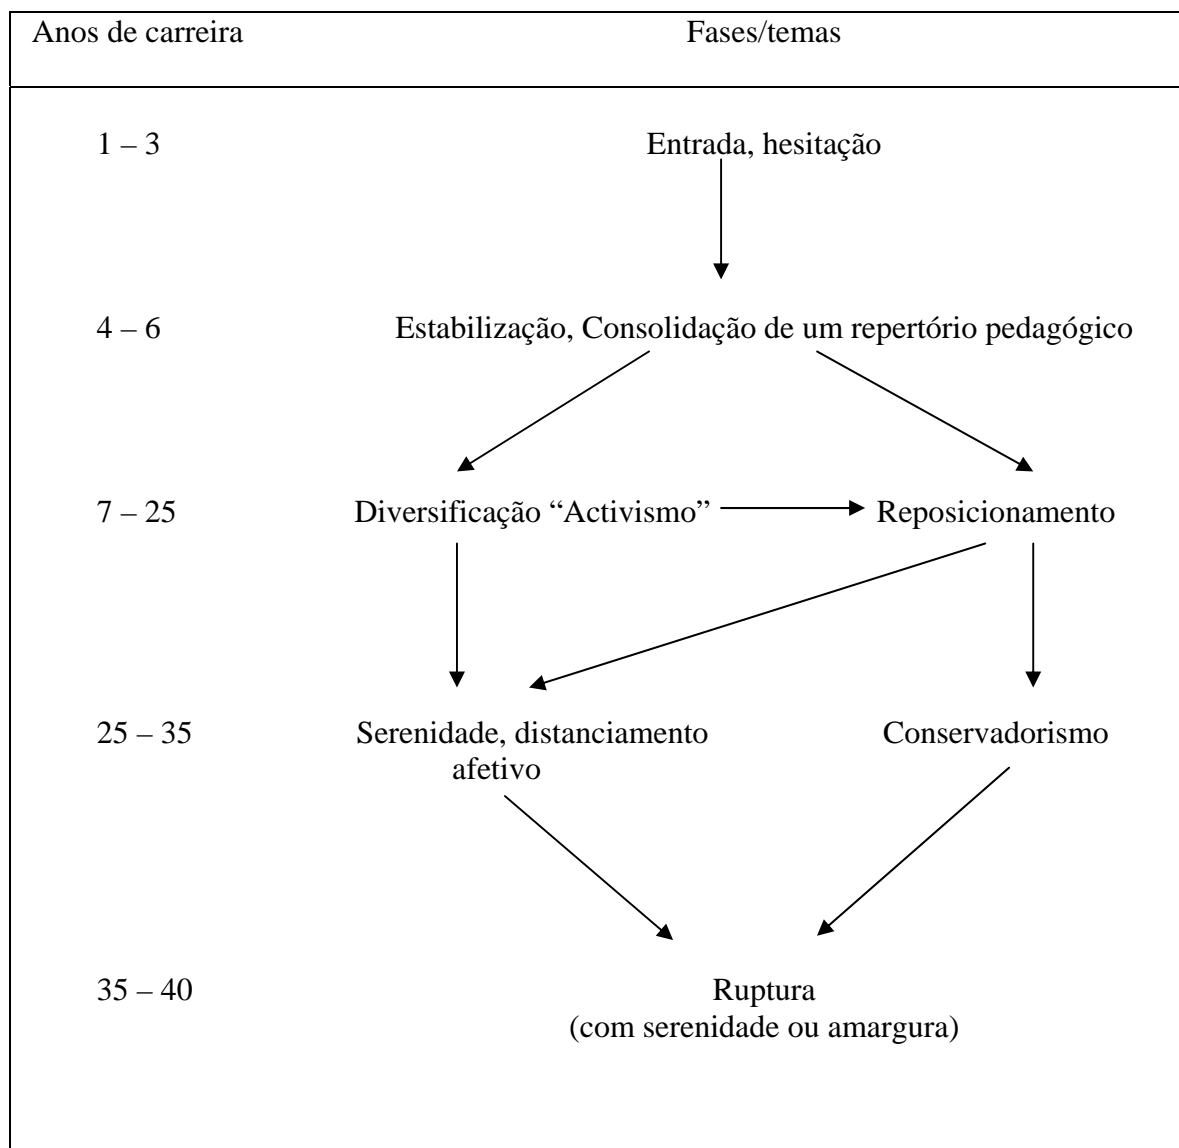 Anos de carreira Fases/temas
1 – 3 Entrada, hesitação
4 – 6 Estabilização, Consolidação de um repertório pedagógico
7 – 25 Diversificação “Activismo” Reposicionamento
25 – 35 Serenidade, distanciamento Conservadorismo
afetivo
35 – 40 Ruptura
(com serenidade ou amargura)